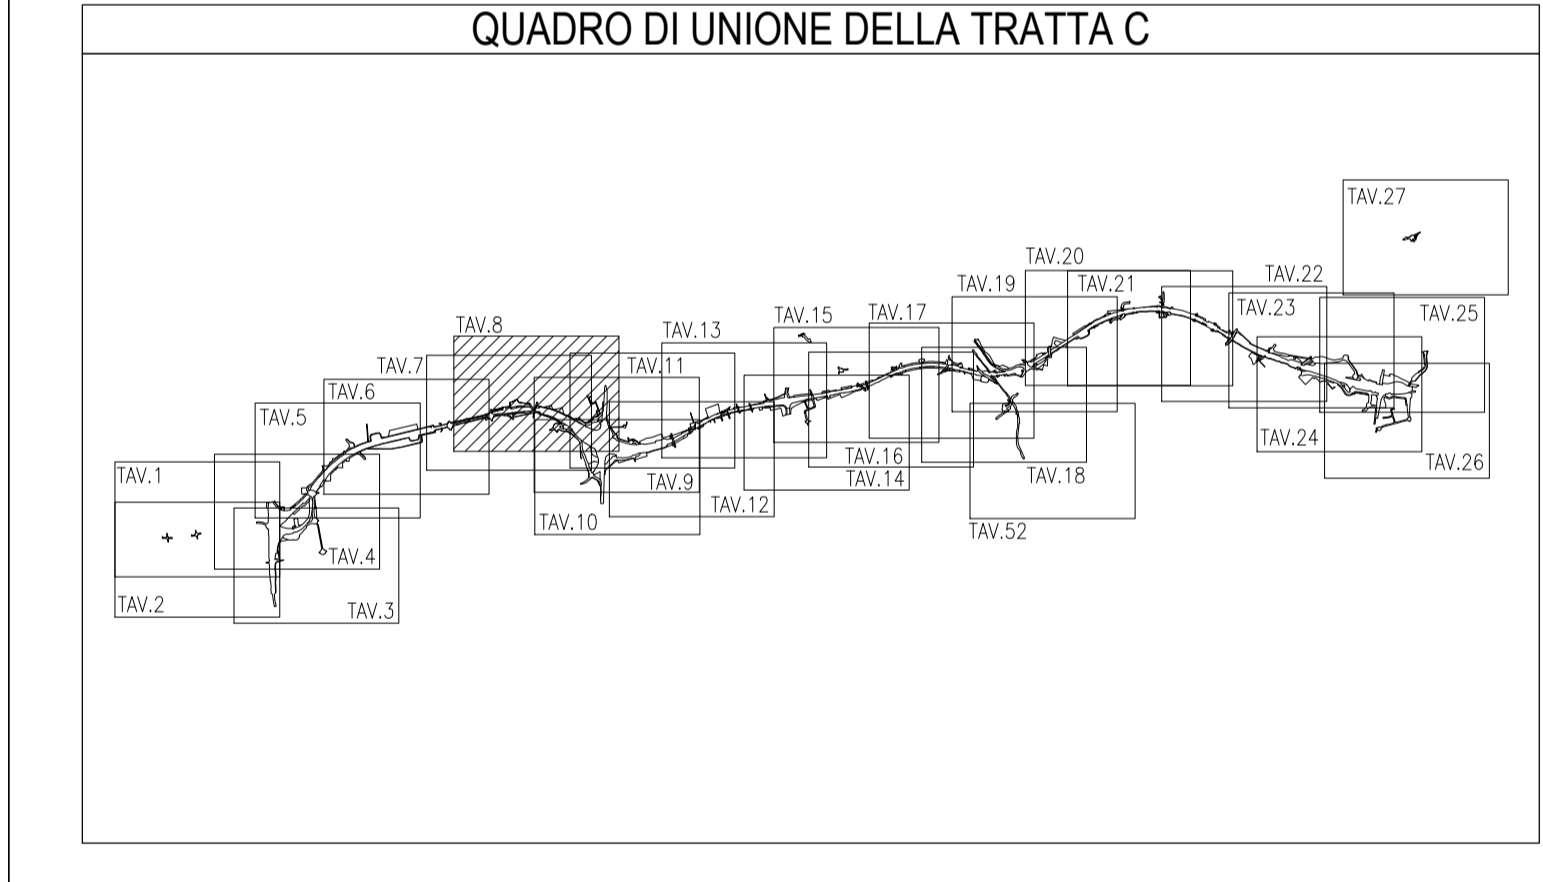 QUADRO DI UNIONE DELLA TRATTA C
TAV.27
TAV.20
TAV.19
TAV.21
TAV.22
TAV.23
TAV.25
TAV.8
TAV.13
TAV.15
TAV.17
TAV.7
TAV.11
TAV.6
TAV.5
TAV.24
TAV.16
TAV.26
TAV.1
TAV.9
TAV.14
TAV.18
TAV.12
TAV.10
TAV.52
TAV.4
TAV.2
TAV.3